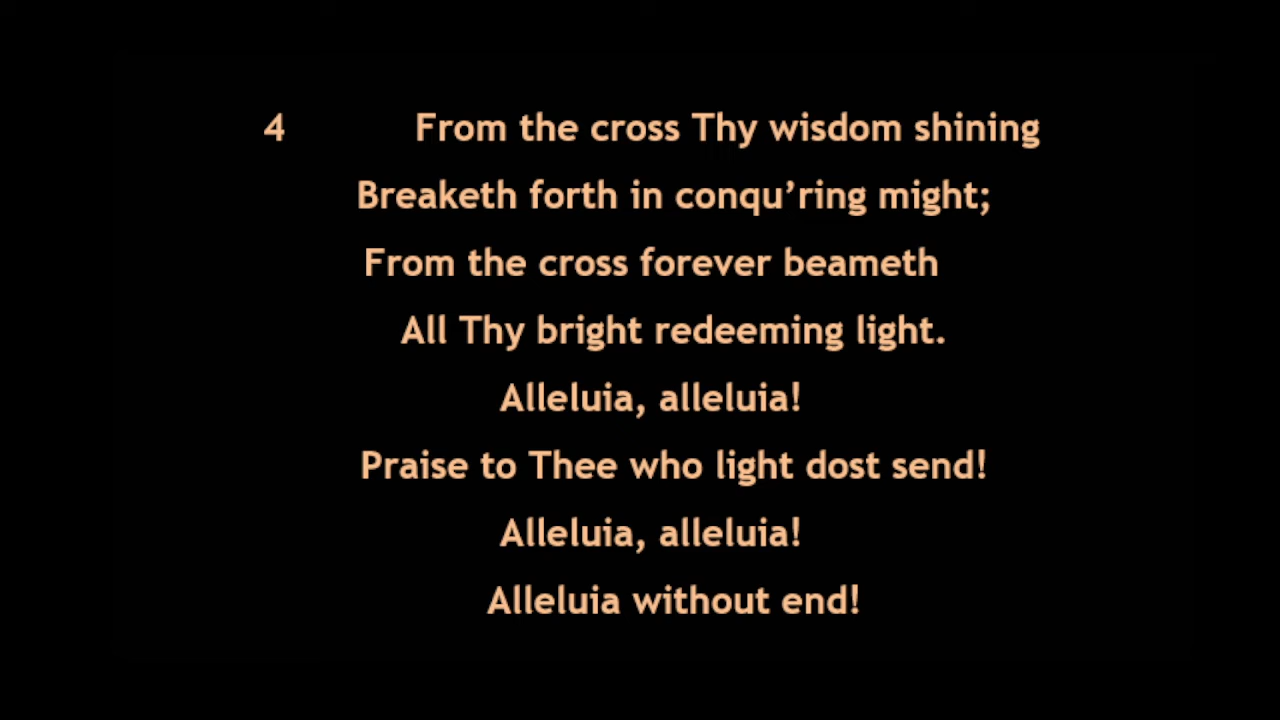 4 From the cross Thy wisdom shining
Breaketh forth in conqu’ring might;
From the cross forever beameth
All Thy bright redeeming light.
Alleluia, alleluia!
Praise to Thee who light dost send!
Alleluia, alleluia!
Alleluia without end!